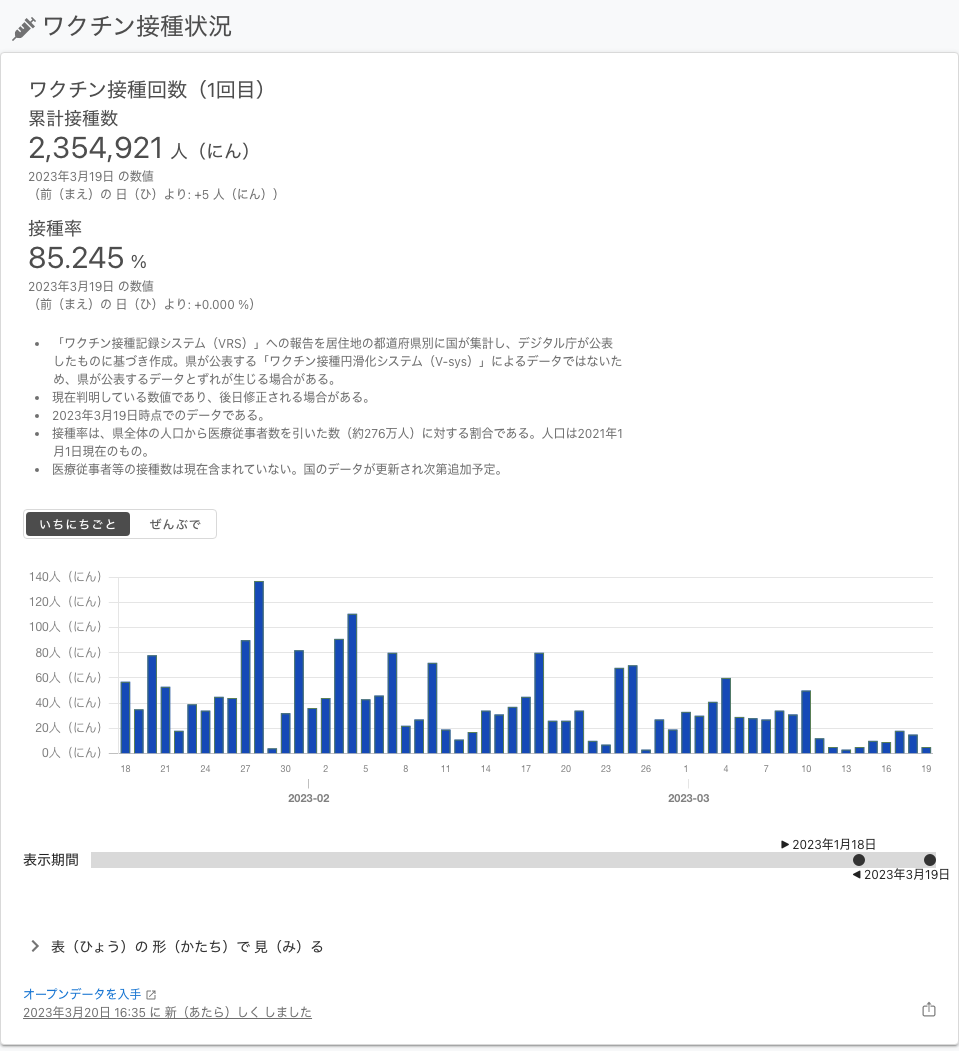 ワクチン接種状況
ワクチン接種回数（1回目）
累計接種数
2,354,921 人（にん）
2023年3月19日 の数値
（前（まえ）の 日（ひ）より: +5 人（にん））
接種率
85.245 %
2023年3月19日 の数値
（前（まえ）の 日（ひ）より: +0.000 %）
「ワクチン接種記録システム（VRS）」への報告を居住地の都道府県別に国が集計し、デジタル庁が公表
したものに基づき作成。県が公表する「ワクチン接種円滑化システム（V-sys）」によるデータではないた
め、県が公表するデータとずれが生じる場合がある。
現在判明している数値であり、後日修正される場合がある。
2023年3月19日時点でのデータである。
接種率は、県全体の人口から医療従事者数を引いた数（約276万人）に対する割合である。人口は2021年1
月1日現在のもの。
医療従事者等の接種数は現在含まれていない。国のデータが更新され次第追加予定。
いちにちごと ぜんぶで
140人（にん）
120人（にん）
100人（にん）
80人（にん）
60人（にん）
40人（にん）
20人（にん）
0人（にん）
18 21 24 27 30 2 5 8 11 14 17 20 23 26 1 4 7 10 13 16 19
2023-02 2023-03
2023年1月18日
表示期間
2023年3月19日
表（ひょう）の 形（かたち）で 見（み）る
オープンデータを入手
2023年3月20日 16:35 に 新（あたら）しく しました